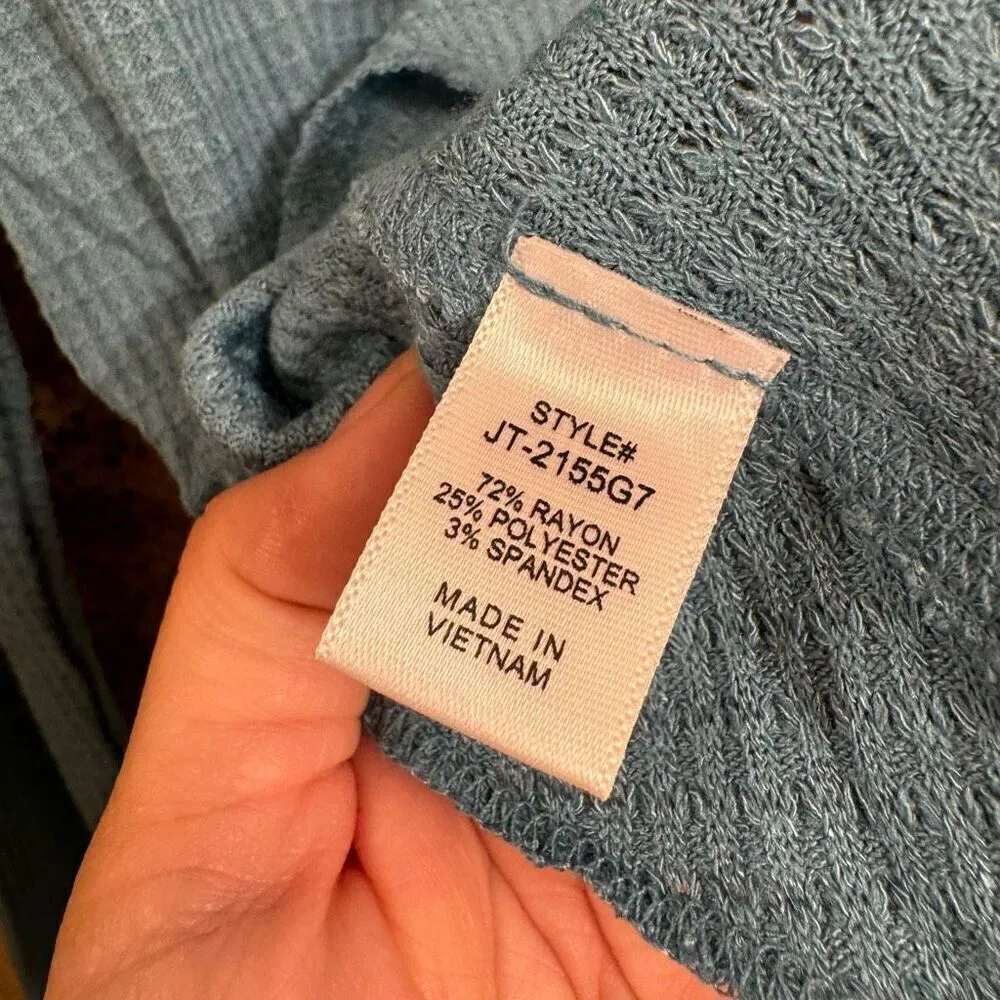 STYLE#
JT-2155G7
72% RAYON
25% POLYESTER
3% SPANDEX
MADE IN
VIETNAM